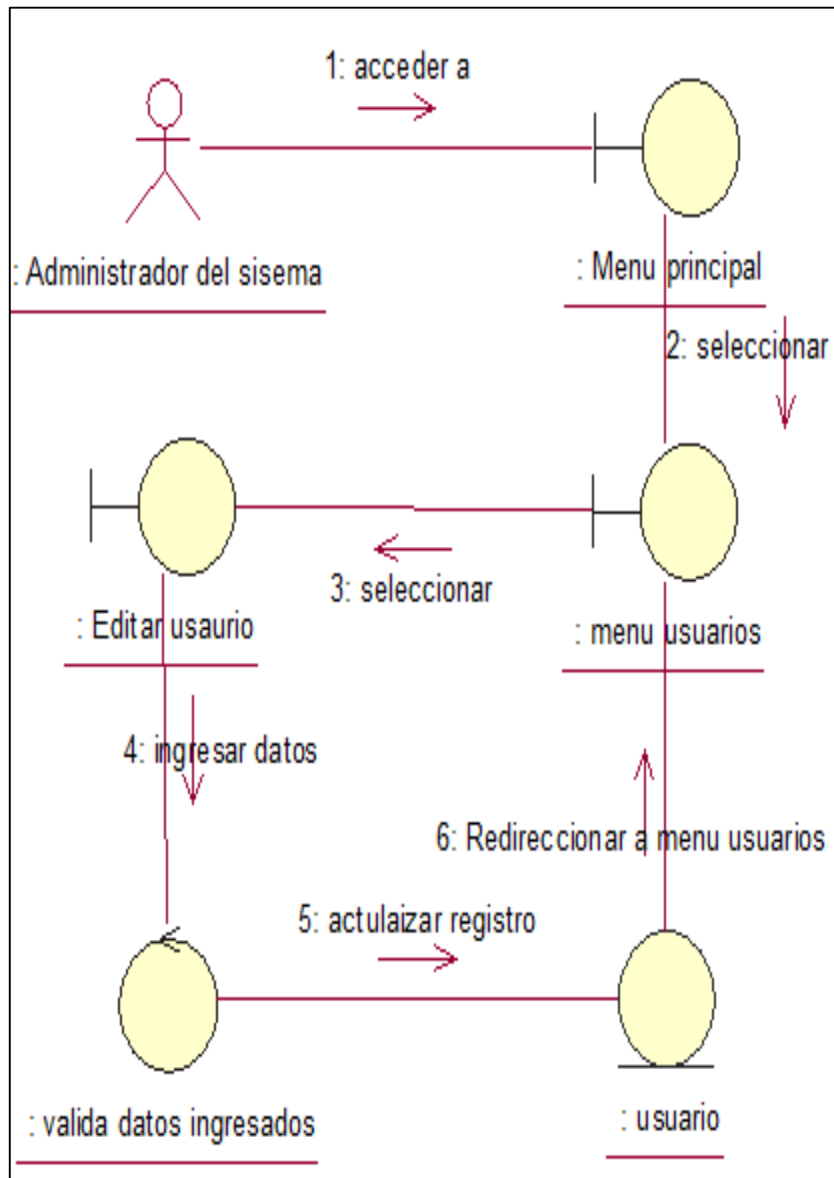 1: acceder a
: Administrador del sisema
: Menu principal
2: seleccionar
3: seleccionar
: Editar usaurio
: menu usuarios
4: ingresar datos
6: Redireccionar a menu usuarios
5: actulaizar registro
: valida datos ingresados
: usuario